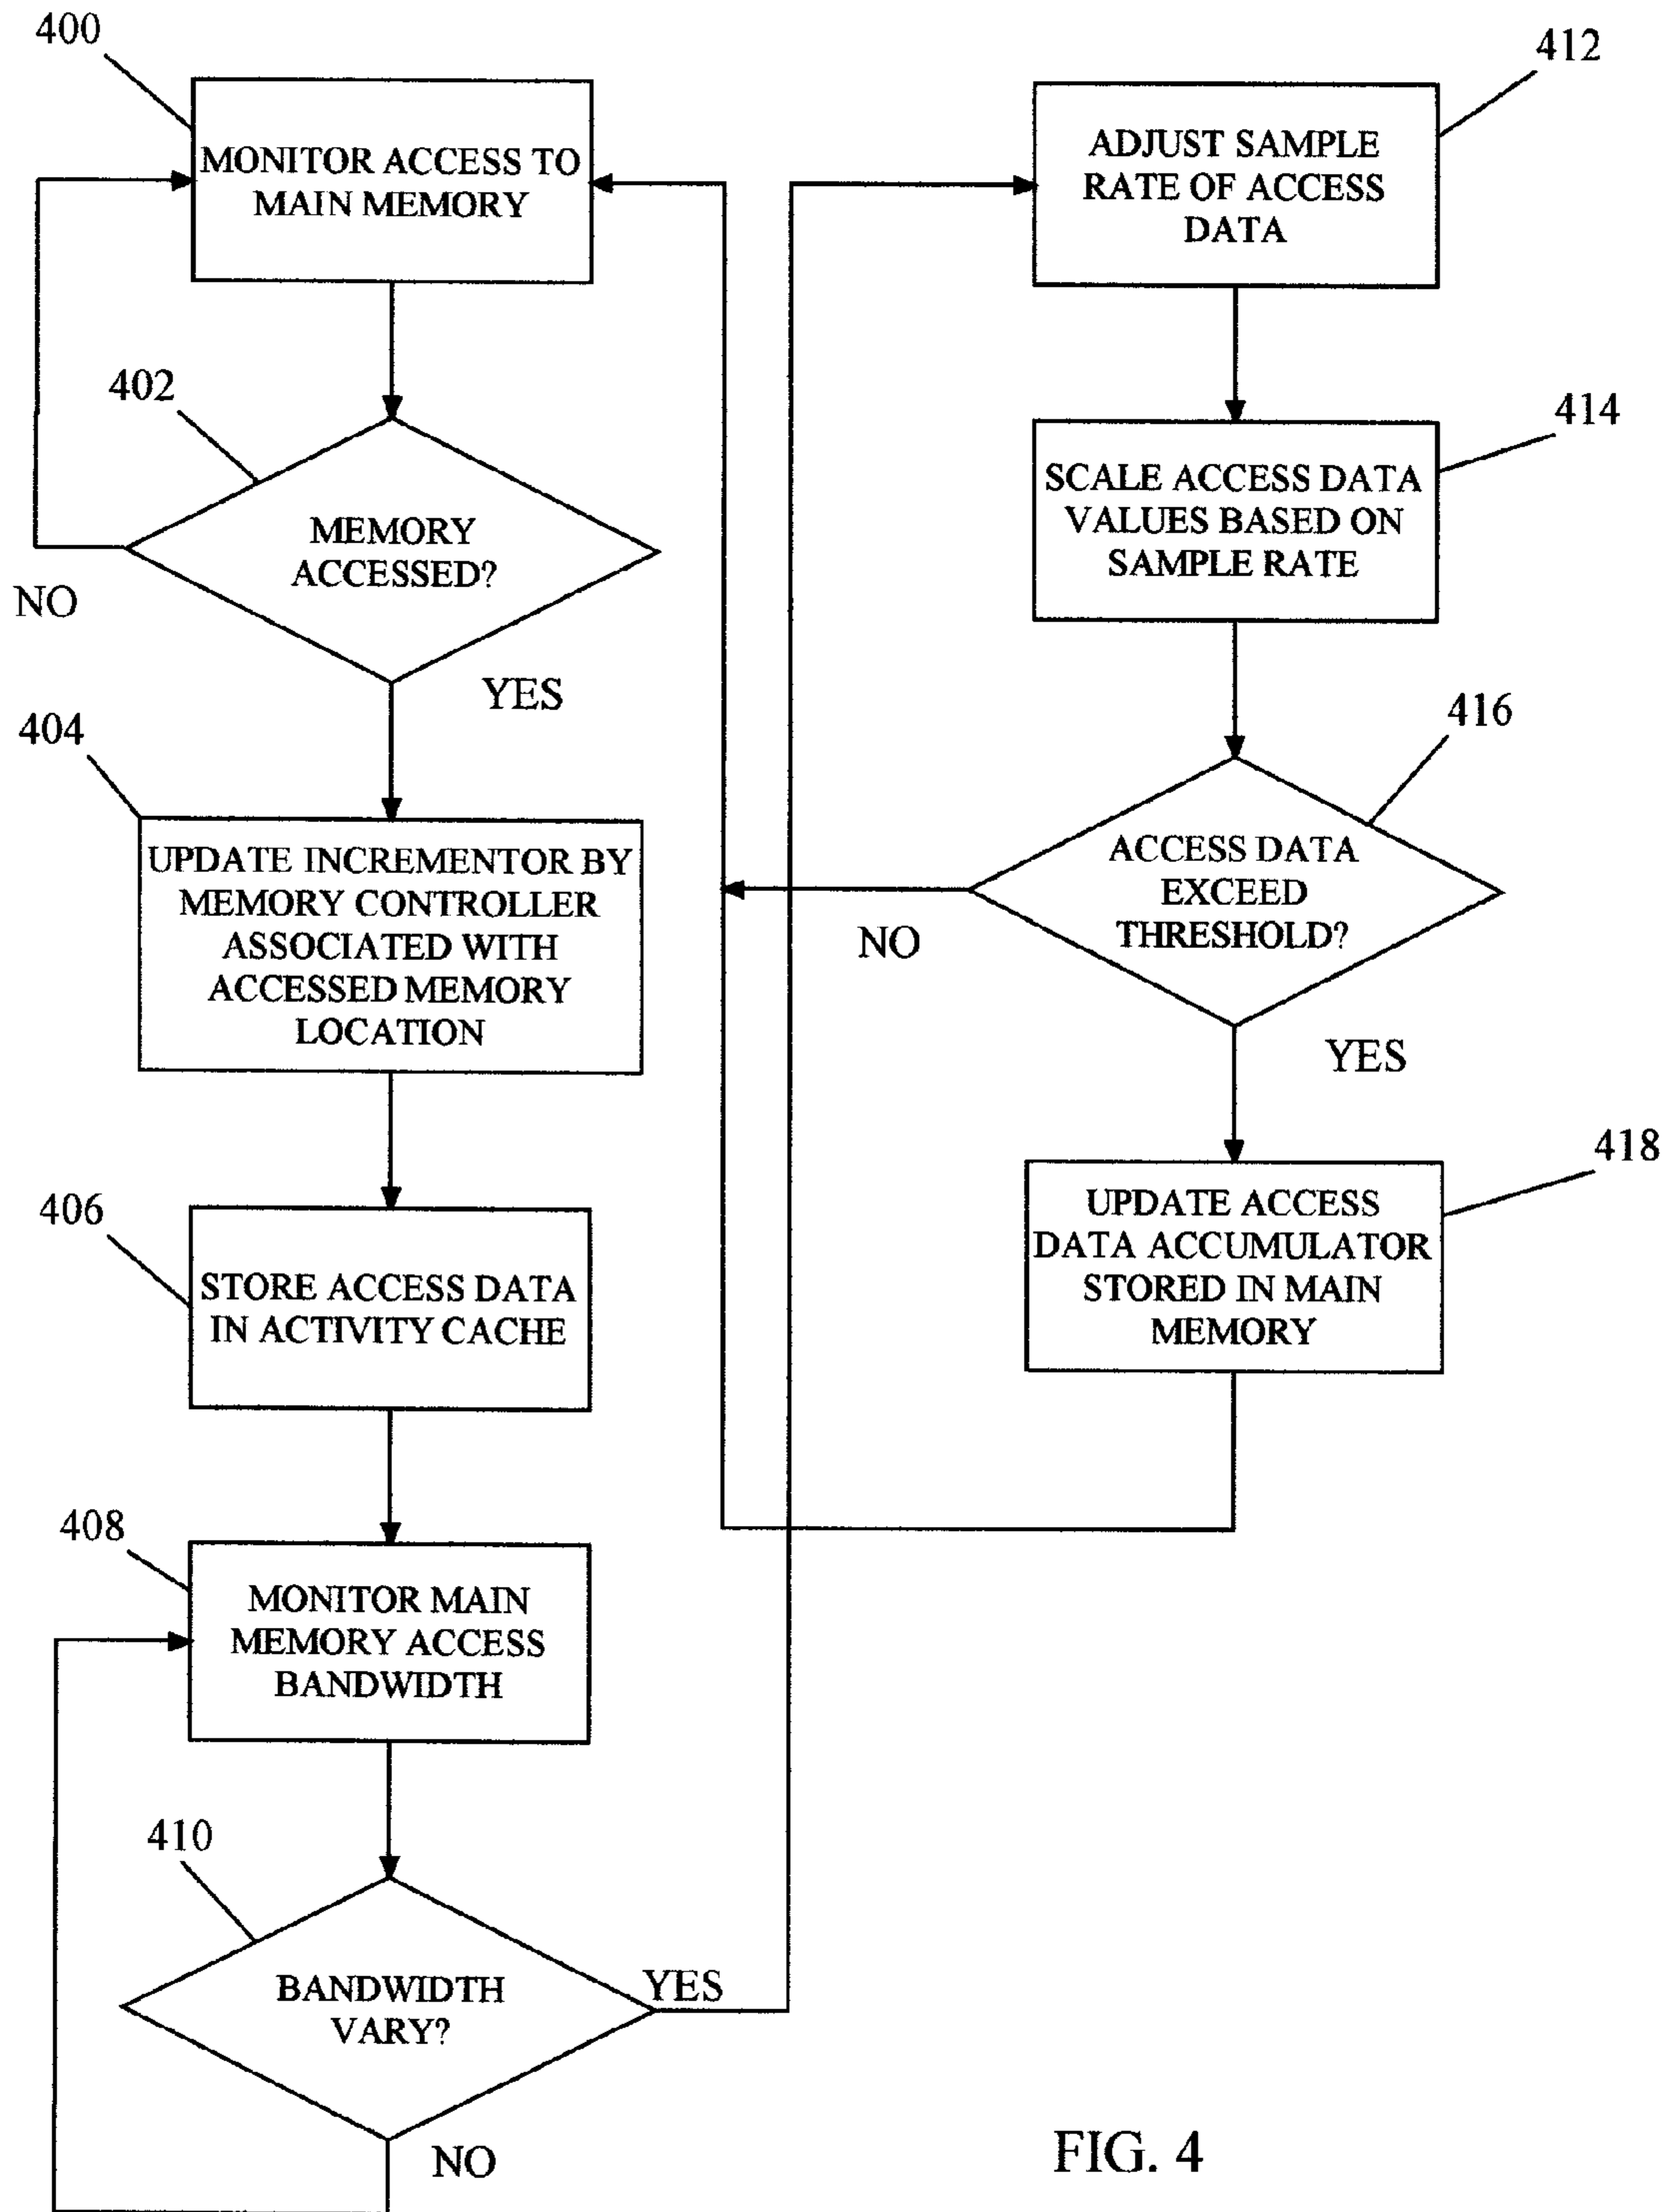 400
MONITOR ACCESS TO
MAIN MEMORY
402
MEMORY
ACCESSED?
NO
YES
404
UPDATE INCREMENTOR BY
MEMORY CONTROLLER
ASSOCIATED WITH
ACCESSED MEMORY
LOCATION
406
STORE ACCESS DATA
IN ACTIVITY CACHE
408
MONITOR MAIN
MEMORY ACCESS
BANDWIDTH
410
BANDWIDTH
VARY?
YES
NO
412
ADJUST SAMPLE
RATE OF ACCESS
DATA
414
SCALE ACCESS DATA
VALUES BASED ON
SAMPLE RATE
416
ACCESS DATA
EXCEED
THRESHOLD?
NO
YES
418
UPDATE ACCESS
DATA ACCUMULATOR
STORED IN MAIN
MEMORY
FIG. 4